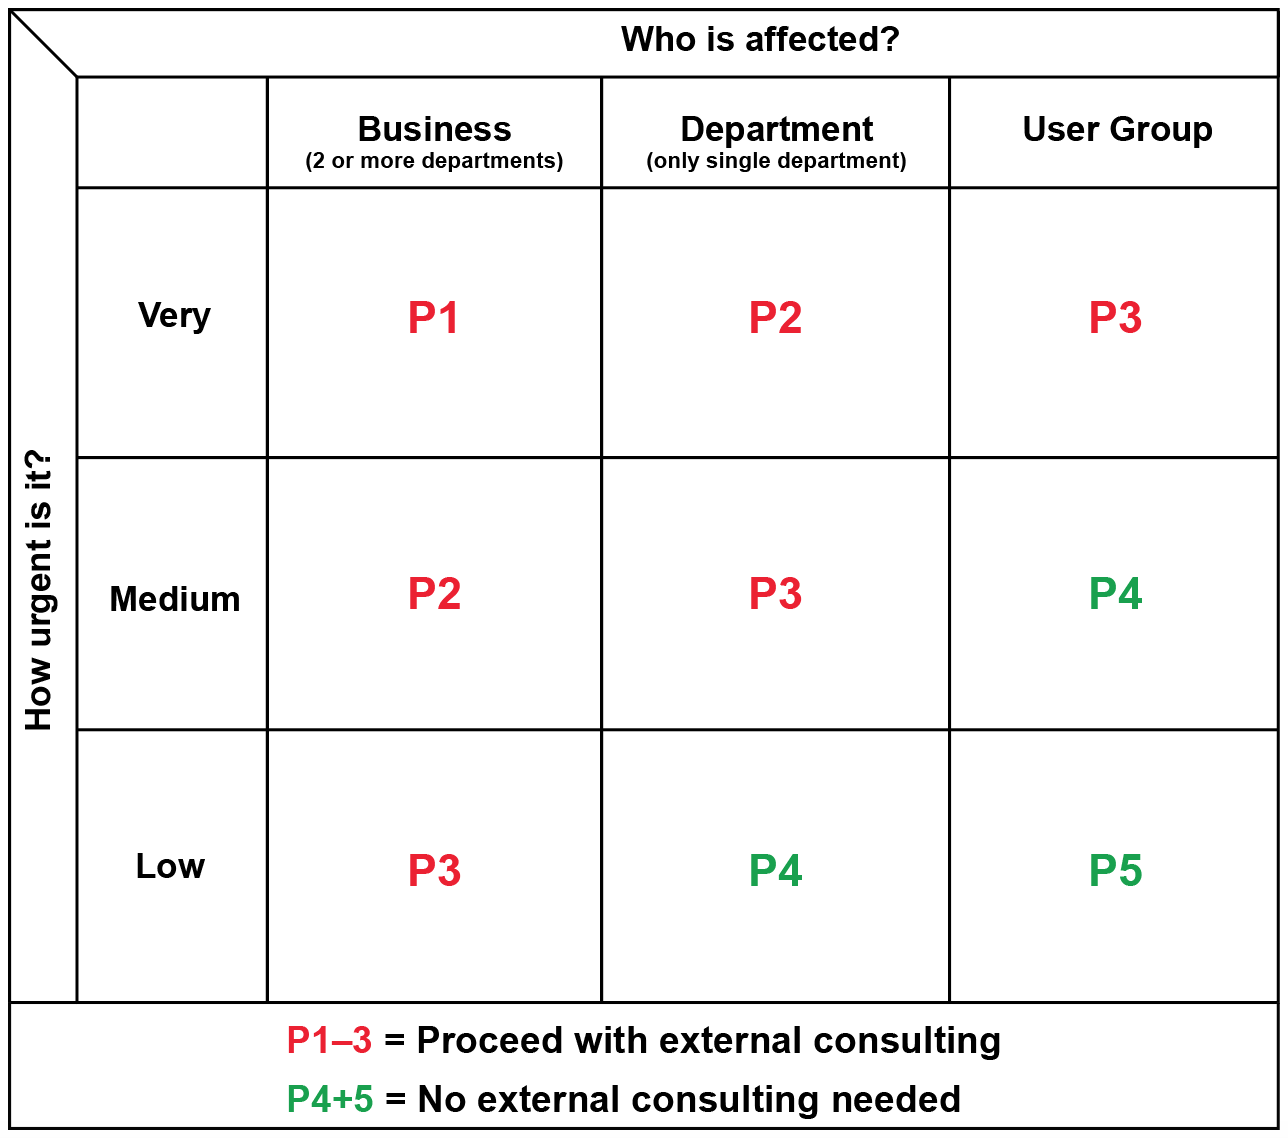 Who is affected?
Business
(2 or more departments)
Department
(only single department)
User Group
How urgent is it?
Very
P1
P2
P3
Medium
P2
P3
P4
Low
P3
P4
P5
P1–3 = Proceed with external consulting
P4+5 = No external consulting needed